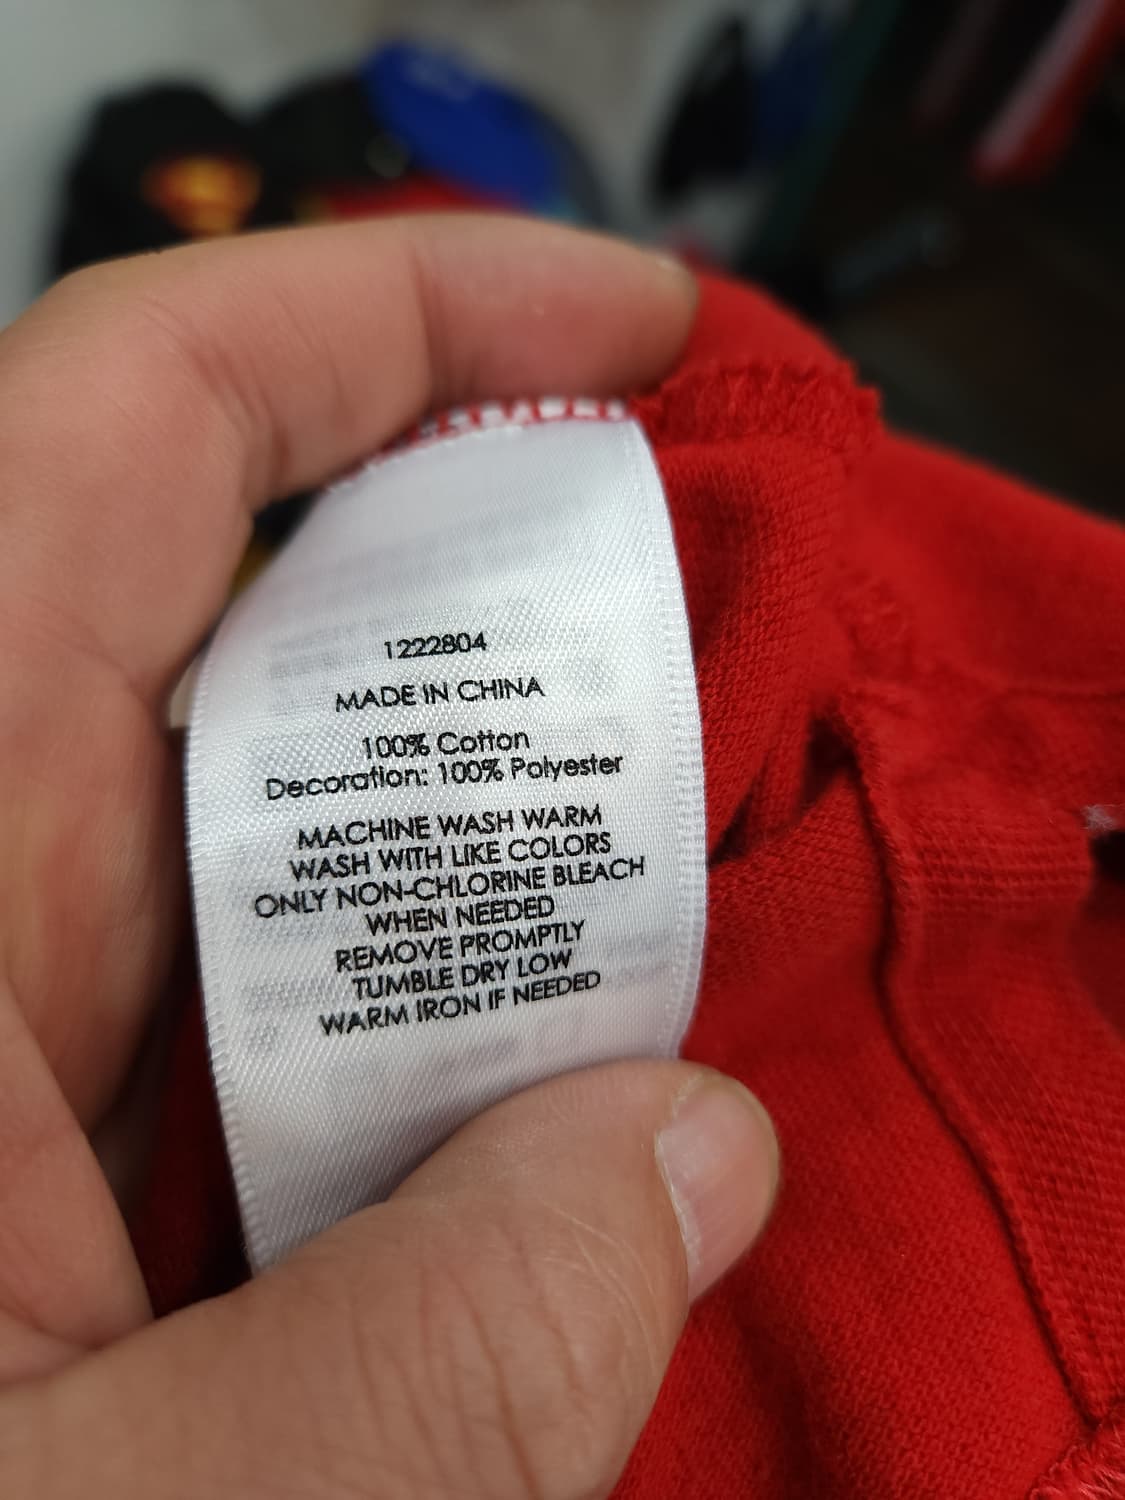 1222804
MADE IN CHINA
100% Cotton
Decoration: 100% Polyester
MACHINE WASH WARM
WASH WITH LIKE COLORS
ONLY NON-CHLORINE BLEACH
WHEN NEEDED
REMOVE PROMPTLY
TUMBLE DRY LOW
WARM IRON IF NEEDED